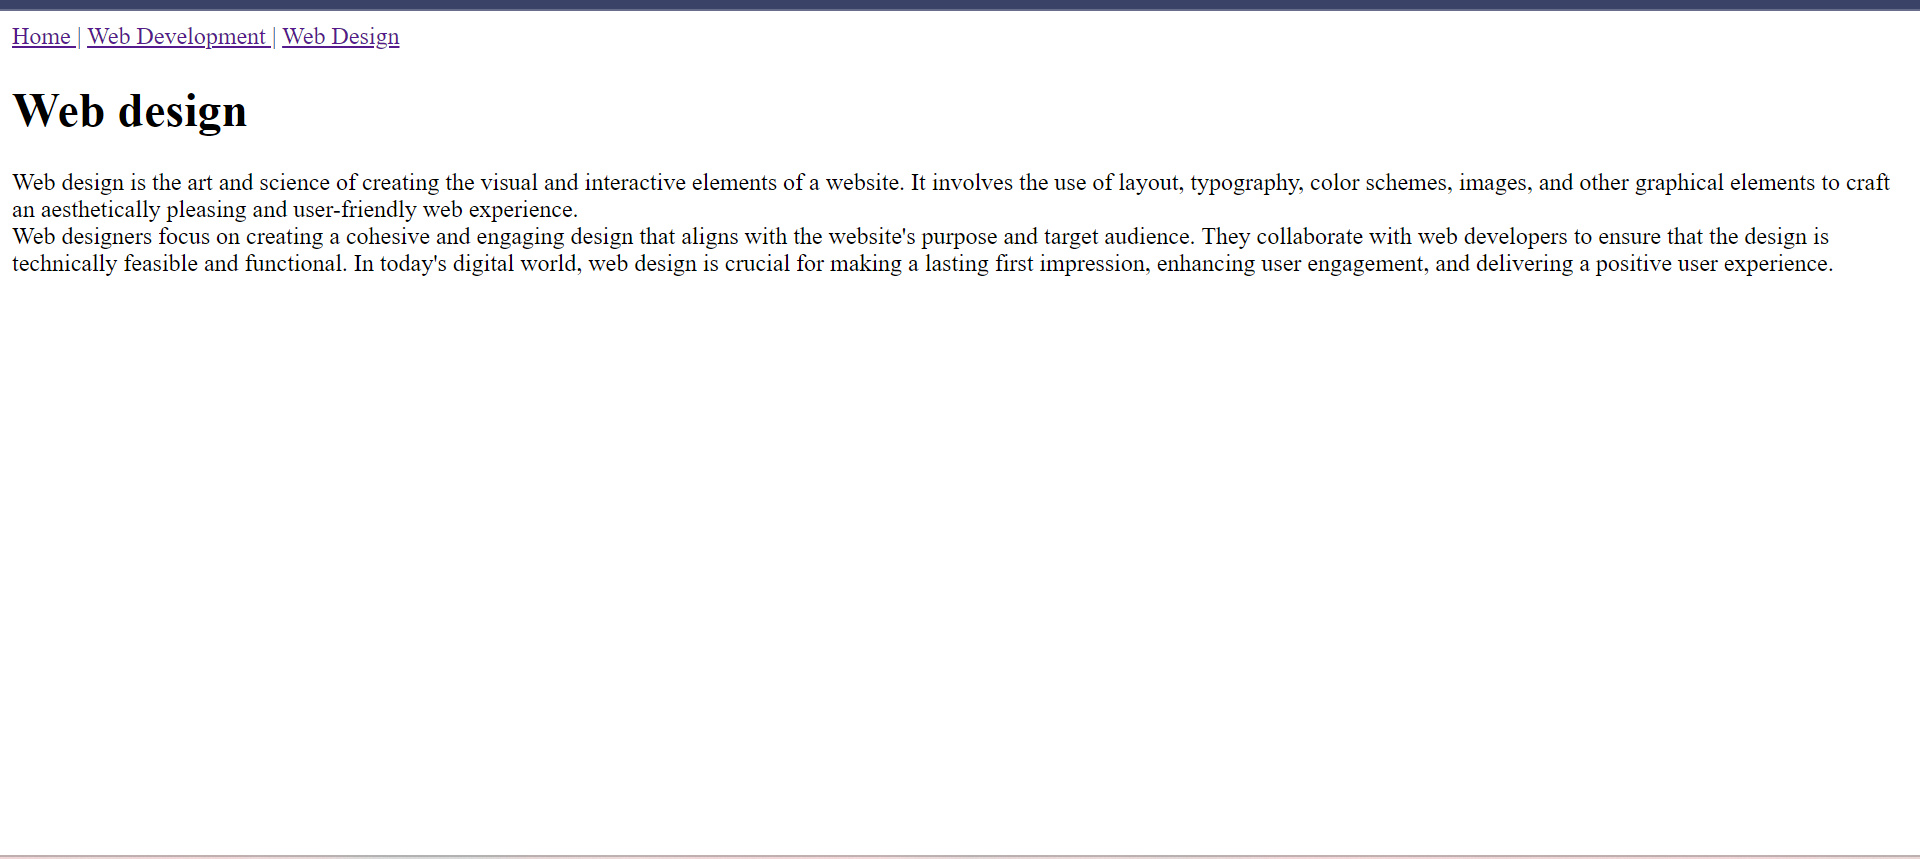 Home | Web Development | Web Design
Web design
Web design is the art and science of creating the visual and interactive elements of a website. It involves the use of layout, typography, color schemes, images, and other graphical elements to craft
an aesthetically pleasing and user-friendly web experience.
Web designers focus on creating a cohesive and engaging design that aligns with the website's purpose and target audience. They collaborate with web developers to ensure that the design is
technically feasible and functional. In today's digital world, web design is crucial for making a lasting first impression, enhancing user engagement, and delivering a positive user experience.